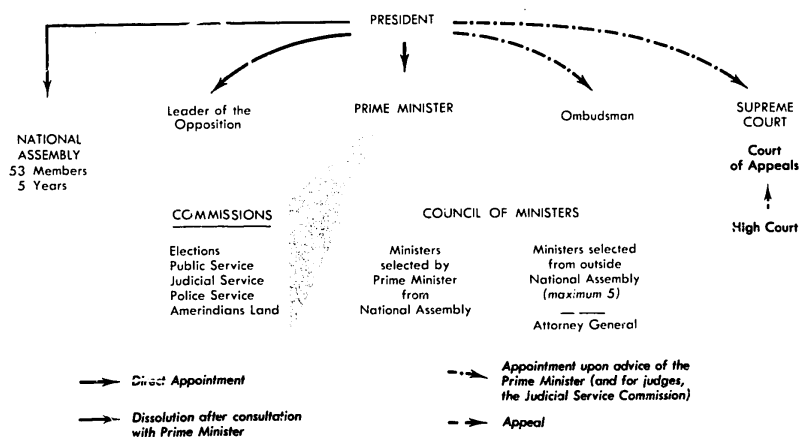 PRESIDENT
Leader of the
Opposition
PRIME MINISTER
Ombudsman
SUPREME
COURT
Court
of Appeals
High Court
NATIONAL
ASSEMBLY
53 Members
5 Years
COMMISSIONS
Elections
Public Service
Judicial Service
Police Service
Amerindians Land
COUNCIL OF MINISTERS
Ministers
selected by
Prime Minister
from
National Assembly
Ministers selected
from outside
National Assembly
(maximum 5)
Attorney General
Direct Appointment
Dissolution after consultation
with Prime Minister
Appointment upon advice of the
Prime Minister (and for judges,
the Judicial Service Commission)
Appeal